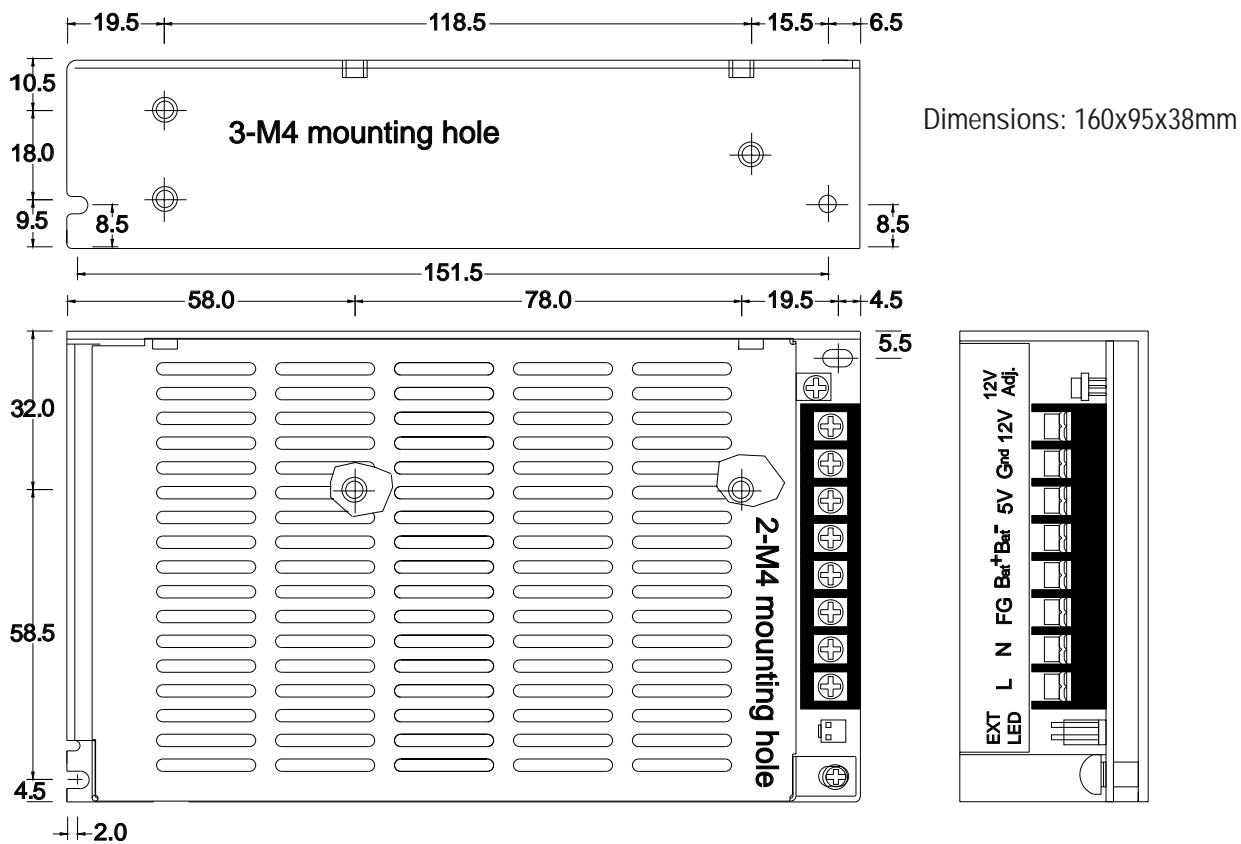 19.5
118.5
15.5
6.5
10.5
18.0
9.5
3-M4 mounting hole
8.5
8.5
Dimensions: 160x95x38mm
151.5
58.0
78.0
19.5
4.5
5.5
32.0
58.5
4.5
2.0
2-M4 mounting hole
12V
Adj.
12V
Gnd
5V
Bat-
Bat+
FG
N
L
EXT
LED